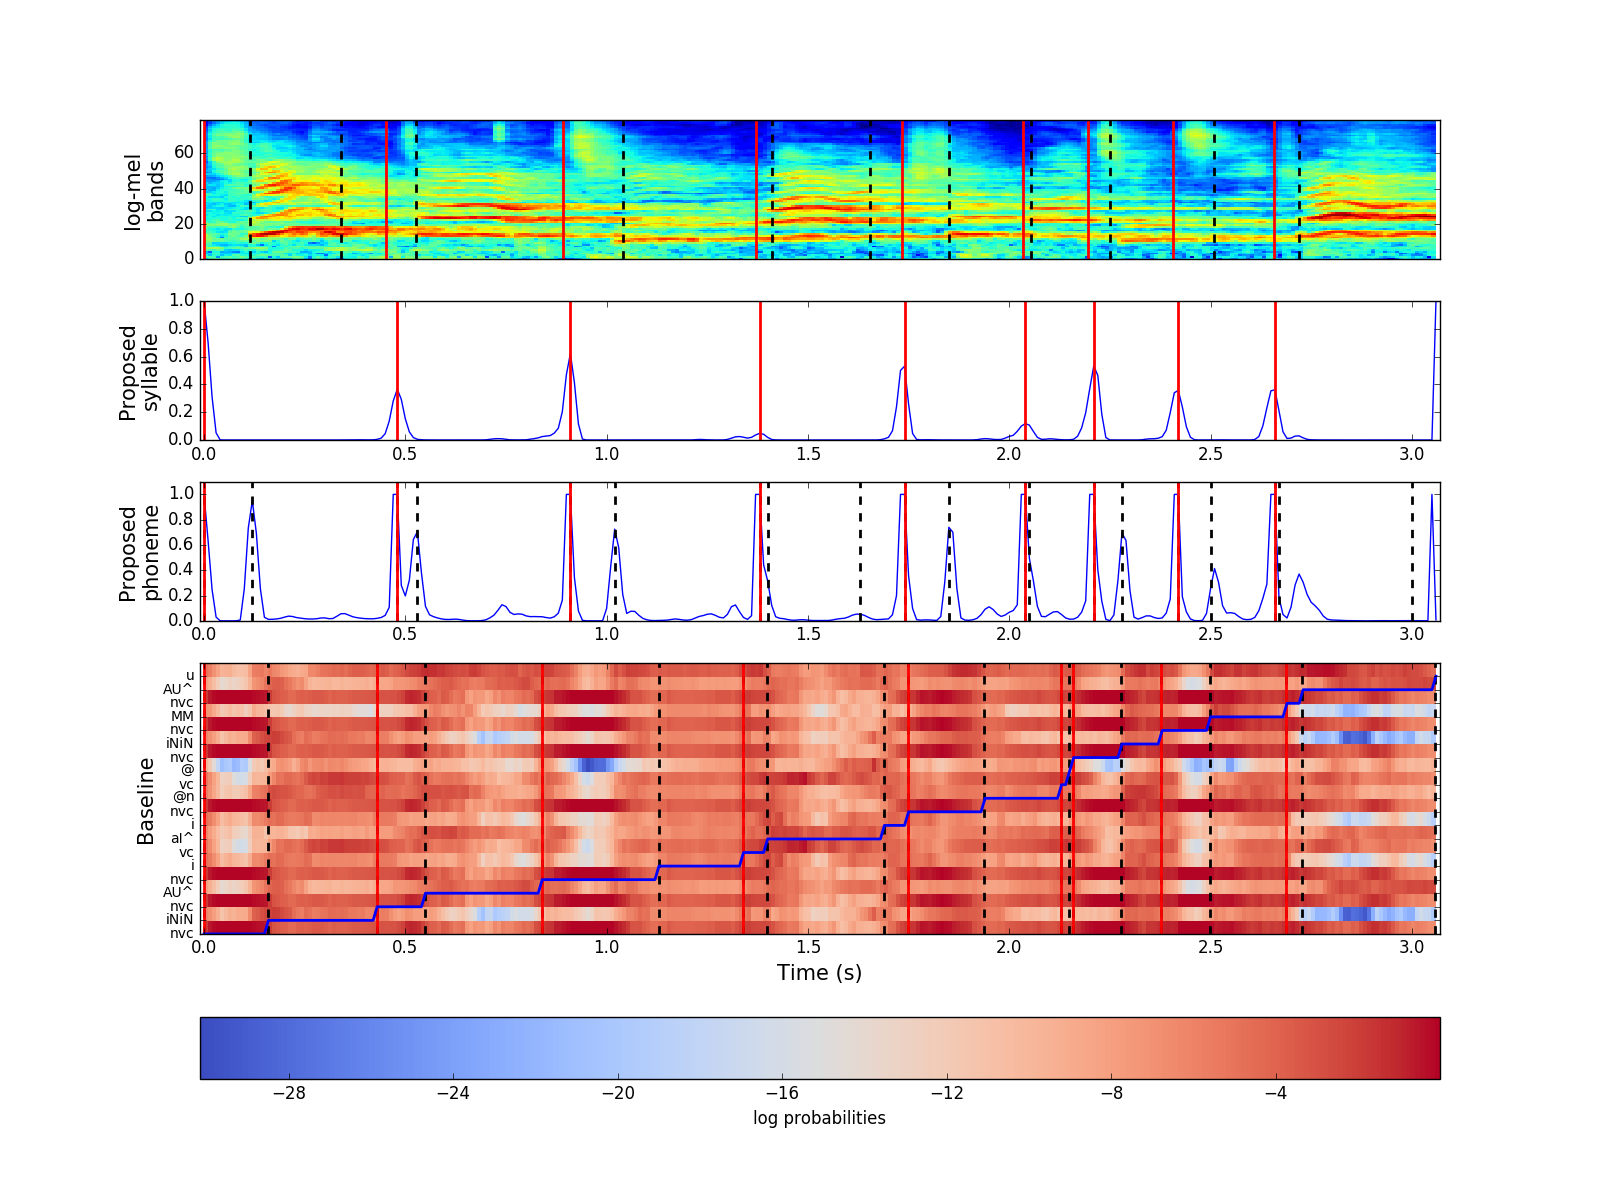 log-mel
bands
60
40
20
0
Proposed
syllable
1.0
0.8
0.6
0.4
0.2
0.0
0.0 0.5 1.0 1.5 2.0 2.5 3.0
Proposed
phoneme
1.0
0.8
0.6
0.4
0.2
0.0
0.0 0.5 1.0 1.5 2.0 2.5 3.0
Baseline
u
AU^
nvc
MM
nvc
iNiN
nvc
@
vc
@n
nvc
i
aI^
vc
i
nvc
AU^
nvc
iNiN
nvc
0.0 0.5 1.0 1.5 2.0 2.5 3.0
Time (s)
−28 −24 −20 −16 −12 −8 −4
log probabilities